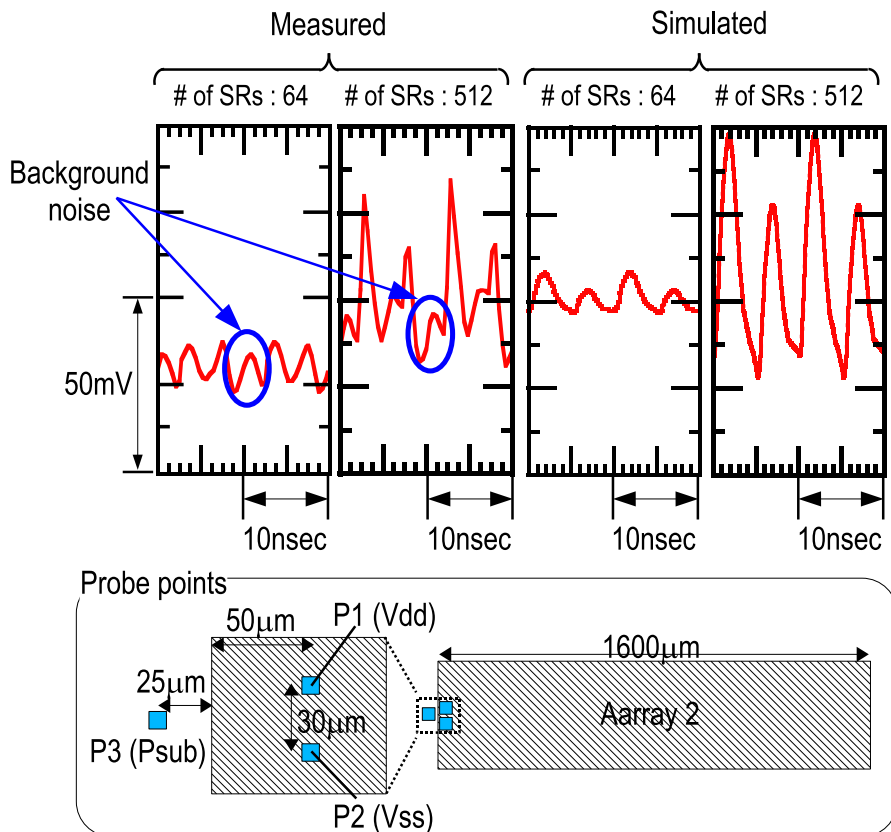 Measured
Simulated
# of SRs : 64
# of SRs : 512
# of SRs : 64
# of SRs : 512
Background
noise
50mV
10nsec
10nsec
10nsec
10nsec
Probe points
50μm
P1 (Vdd)
1600μm
25μm
30μm
Aarray 2
P3 (Psub)
P2 (Vss)